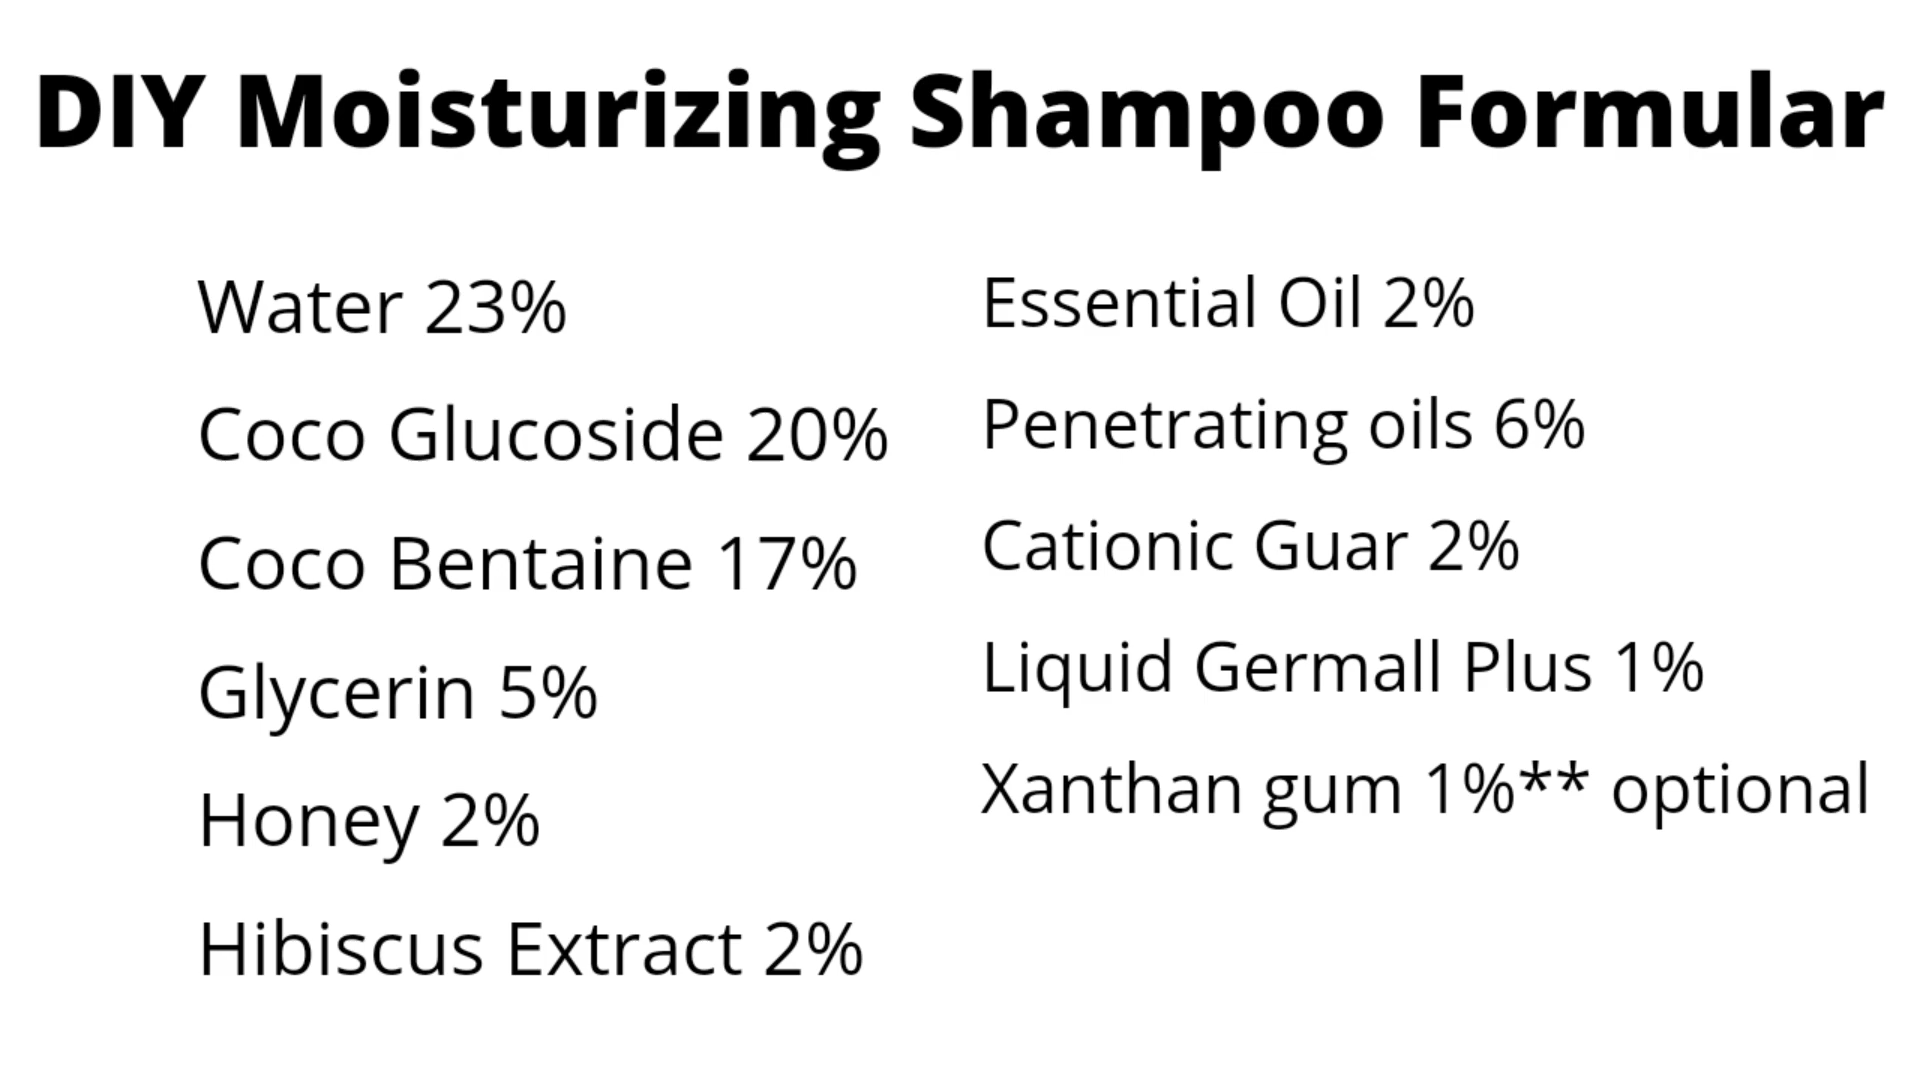 DIY Moisturizing Shampoo Formular
Water 23%
Coco Glucoside 20%
Coco Bentaine 17%
Glycerin 5%
Honey 2%
Hibiscus Extract 2%
Essential Oil 2%
Penetrating oils 6%
Cationic Guar 2%
Liquid Germall Plus 1%
Xanthan gum 1%** optional